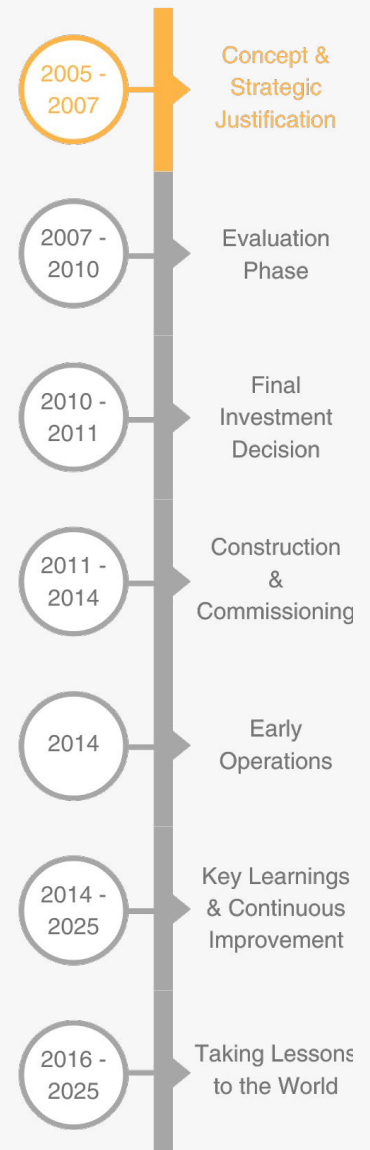 2005 -
2007
Concept &
Strategic
Justification
2007 -
2010
Evaluation
Phase
2010 -
2011
Final
Investment
Decision
2011 -
2014
Construction
&
Commissioning
2014
Early
Operations
2014 -
2025
Key Learnings
& Continuous
Improvement
2016 -
2025
Taking Lessons
to the World